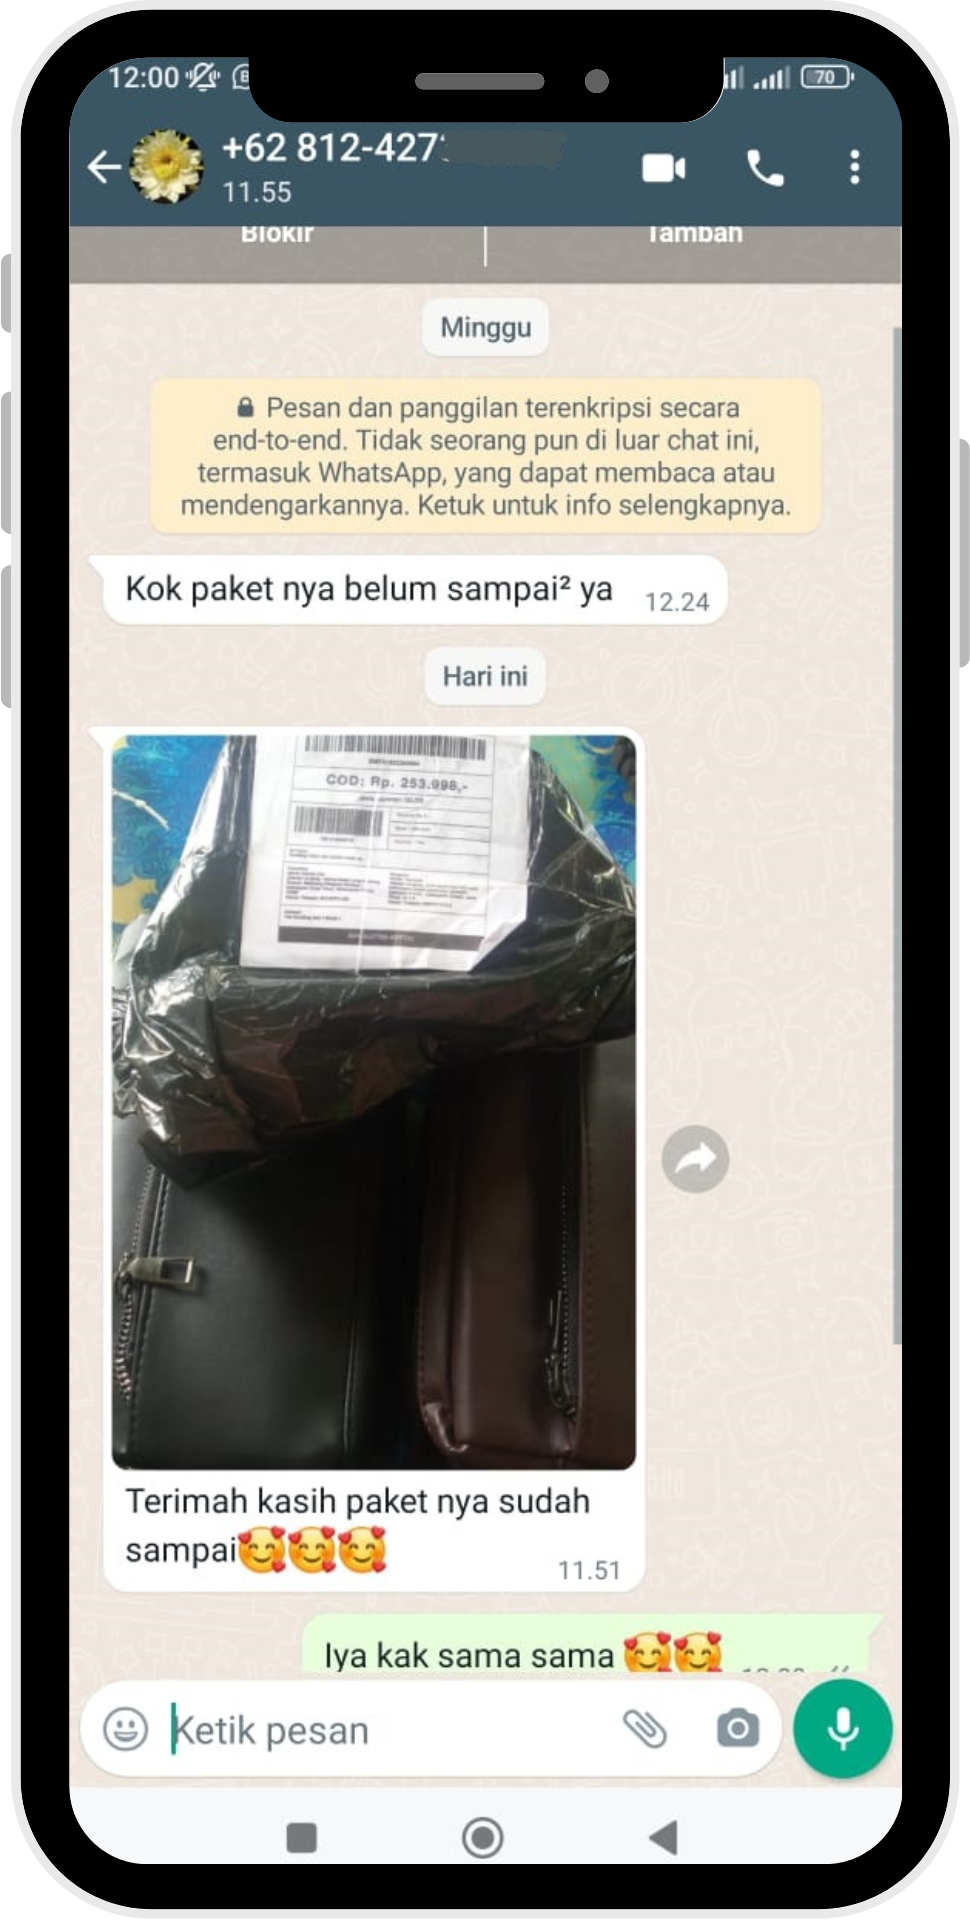 12:00
70
+62 812-427
11.55
Blokir
Tambah
Minggu
Pesan dan panggilan terenkripsi secara
end-to-end. Tidak seorang pun di luar chat ini,
termasuk WhatsApp, yang dapat membaca atau
mendengarkannya. Ketuk untuk info selengkapnya.
Kok paket nya belum sampai² ya
12.24
Hari ini
COD: Rp. 253.998,-
Terimah kasih paket nya sudah
sampai🥰🥰🥰
11.51
Iya kak sama sama 🥰🥰
Ketik pesan